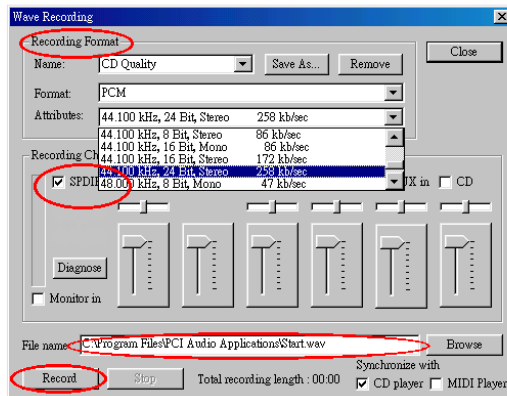 Wave Recording
Recording Format
Close
Name: CD Quality Save As... Remove
Format: PCM
Attributes: 44.100 kHz, 24 Bit, Stereo 258 kb/sec
44.100 kHz, 8 Bit, Stereo 86 kb/sec
44.100 kHz, 16 Bit, Mono 86 kb/sec
44.100 kHz, 16 Bit, Stereo 172 kb/sec
44.100 kHz, 24 Bit, Stereo 258 kb/sec
48.000 kHz, 8 Bit, Mono 47 kb/sec
Recording Ch
SPDI in CD
Diagnose
Monitor in
File name: C:\Program Files\PCI Audio Applications\Start.wav Browse
Synchronize with
Record Stop Total recording length : 00:00 CD player MIDI Player